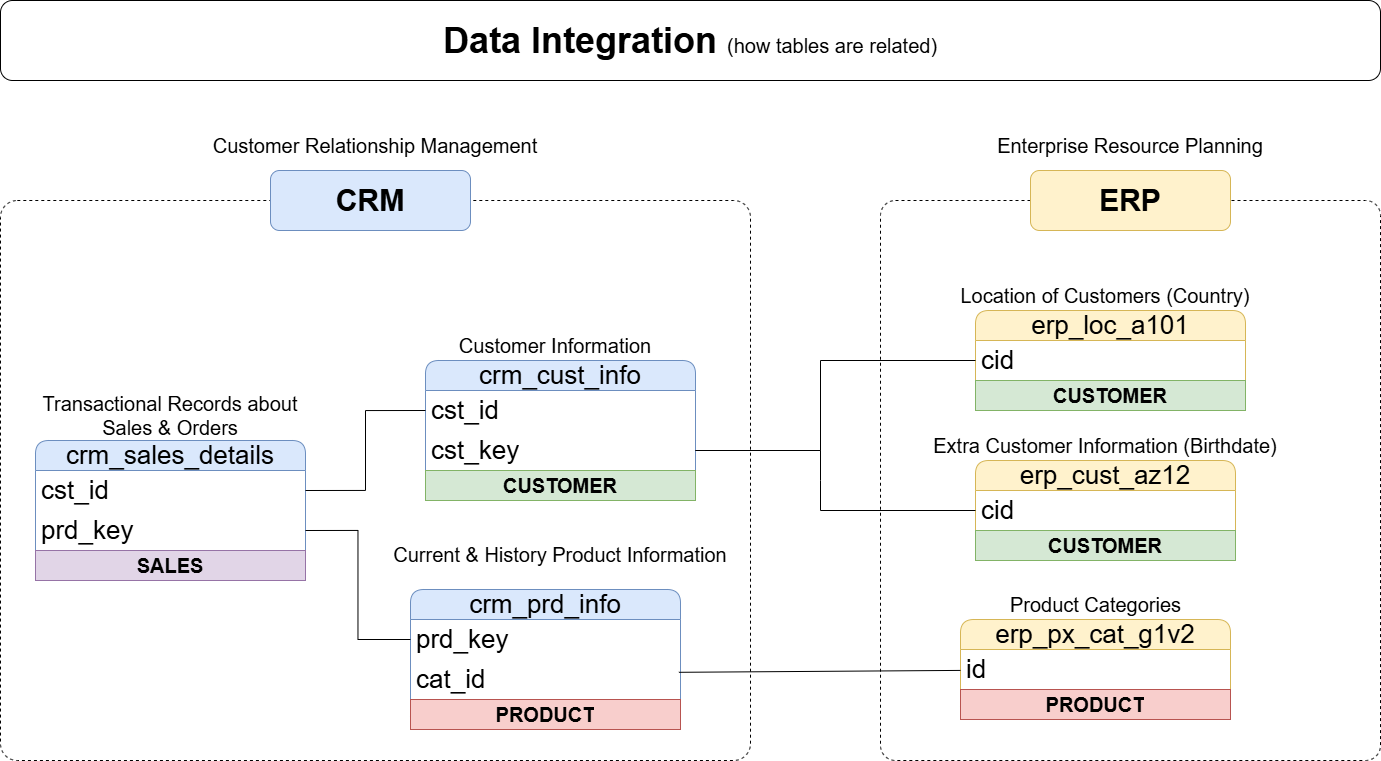 Data Integration (how tables are related)
Customer Relationship Management
CRM
Enterprise Resource Planning
ERP
Transactional Records about
Sales & Orders
crm_sales_details
cst_id
prd_key
SALES
Customer Information
crm_cust_info
cst_id
cst_key
CUSTOMER
Current & History Product Information
crm_prd_info
prd_key
cat_id
PRODUCT
Location of Customers (Country)
erp_loc_a101
cid
CUSTOMER
Extra Customer Information (Birthdate)
erp_cust_az12
cid
CUSTOMER
Product Categories
erp_px_cat_g1v2
id
PRODUCT